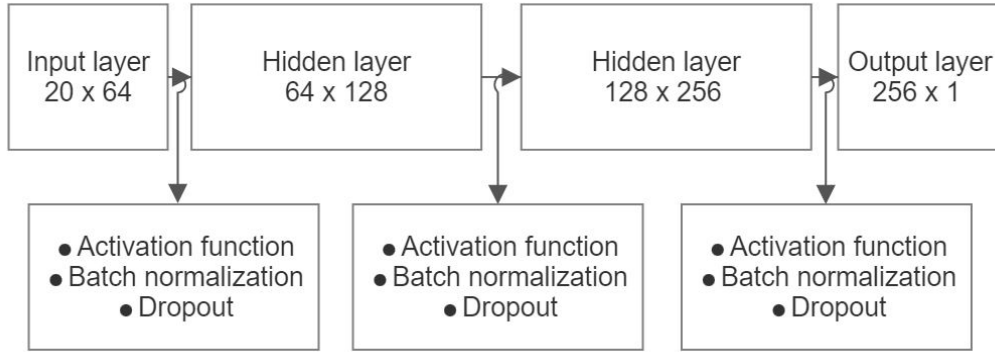 Input layer
20 x 64
Hidden layer
64 x 128
Hidden layer
128 x 256
Output layer
256 x 1
● Activation function
● Batch normalization
● Dropout
● Activation function
● Batch normalization
● Dropout
● Activation function
● Batch normalization
● Dropout